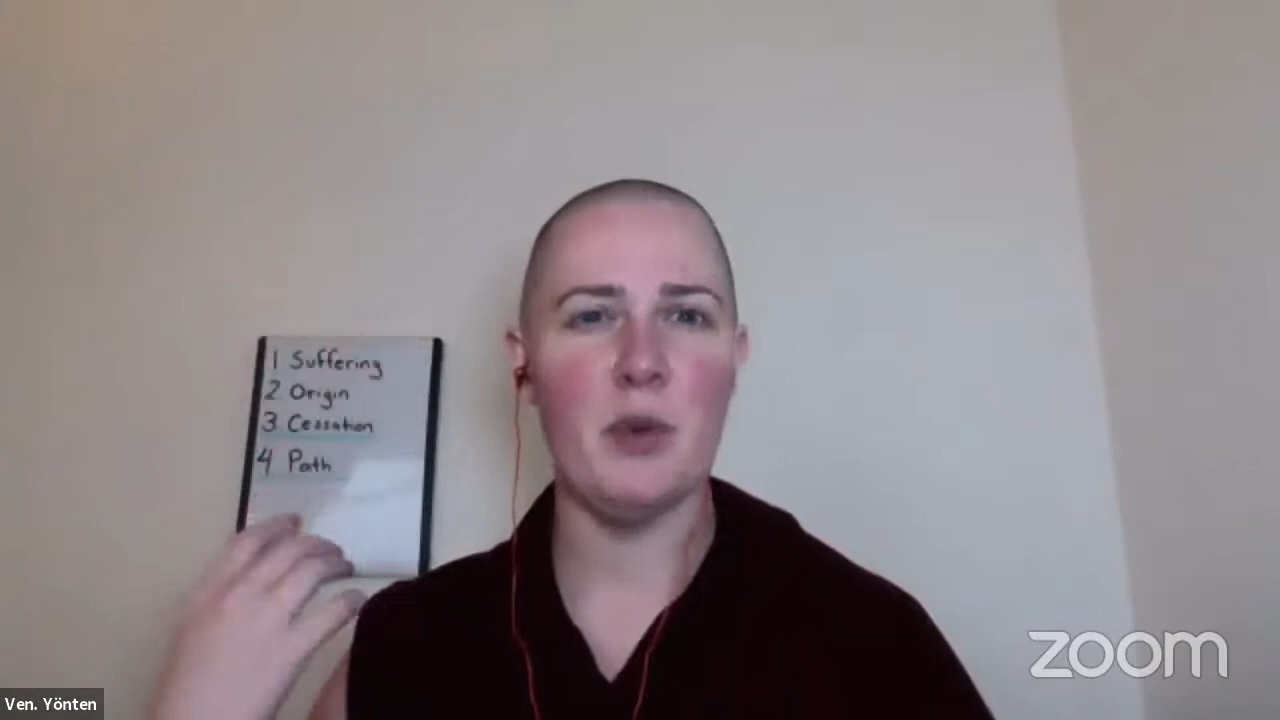 1 Suffering
2 Origin
3 Cessation
4 Path
zoom
Ven. Yönten